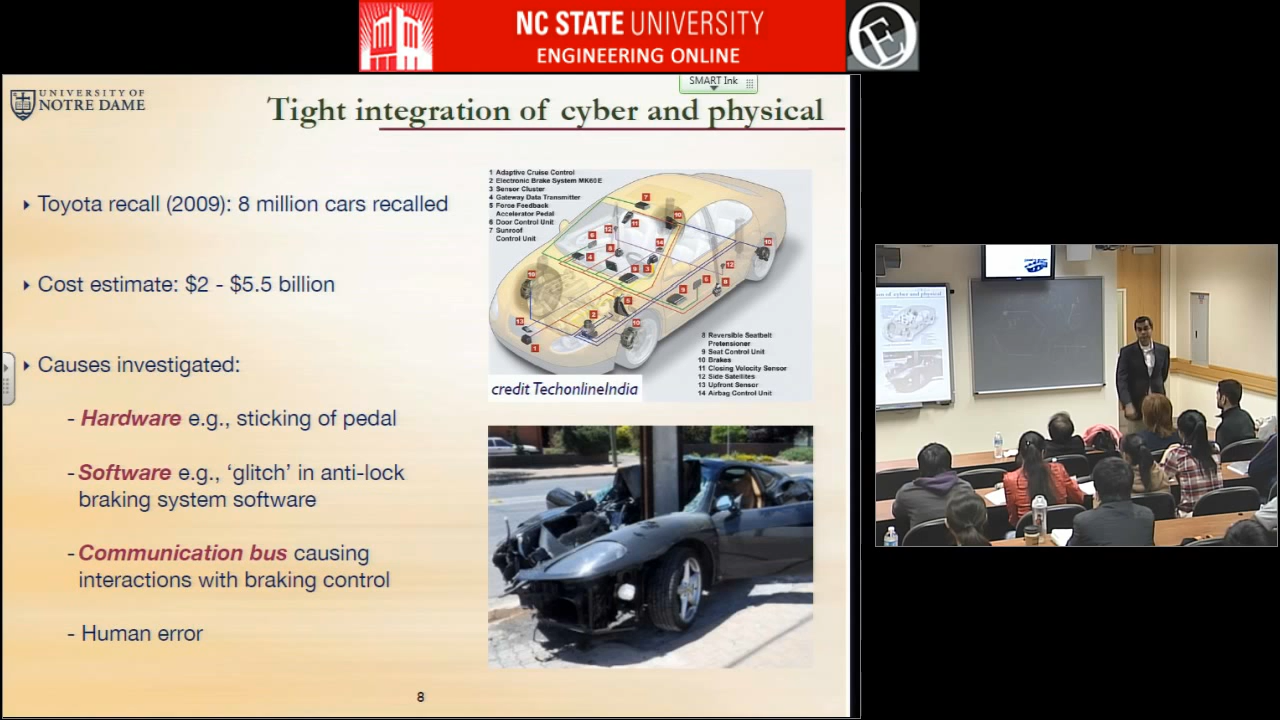 NC STATE UNIVERSITY
ENGINEERING ONLINE
SMART Ink
UNIVERSITY OF
NOTRE DAME
Tight integration of cyber and physical
Toyota recall (2009): 8 million cars recalled
Cost estimate: $2 - $5.5 billion
Causes investigated:
- Hardware e.g., sticking of pedal
- Software e.g., ‘glitch’ in anti-lock
braking system software
- Communication bus causing
interactions with braking control
- Human error
1 Adaptive Cruise Control
2 Electronic Brake System MK60E
3 Sensor Cluster
4 Gateway Data Transmitter
5 Force Feedback
Accelerator Pedal
6 Door Control Unit
7 Sunroof
Control Unit
8 Reversible Seatbelt
Pretensioner
9 Seat Control Unit
10 Brakes
11 Closing Velocity Sensor
12 Side Satellites
13 Upfront Sensor
14 Airbag Control Unit
credit TechonlineIndia
8